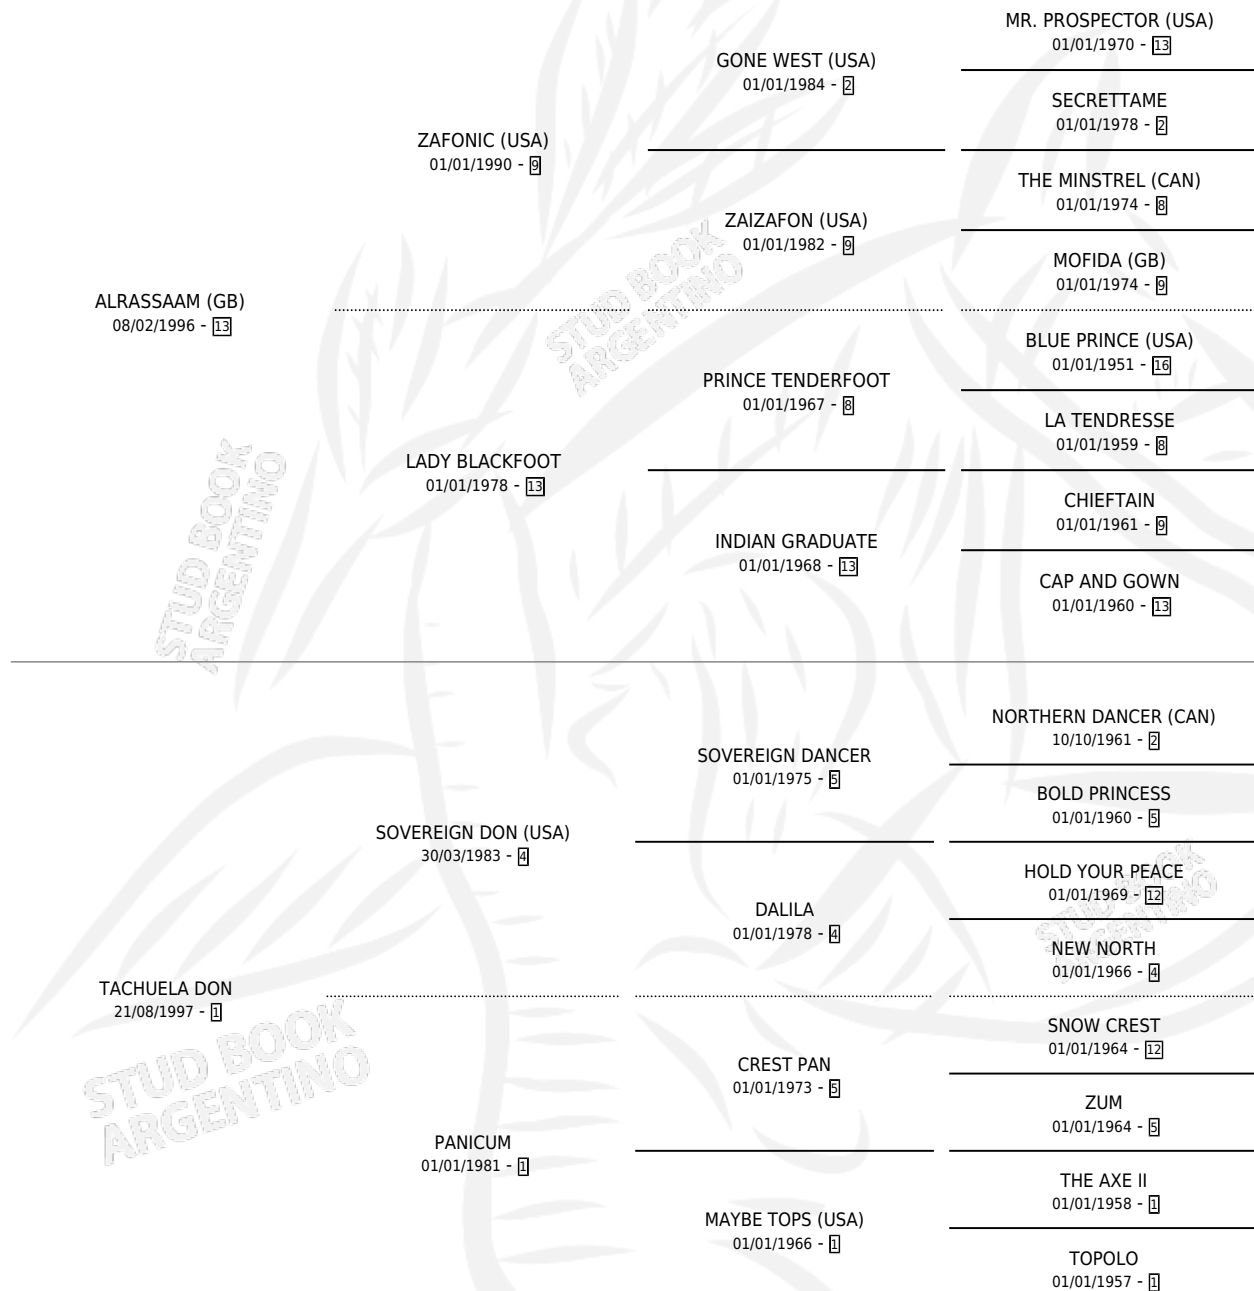 MR. PROSPECTOR (USA)
01/01/1970 - 13
GONE WEST (USA)
01/01/1984 - 2
SECRETTAME
01/01/1978 - 2
ZAFONIC (USA)
01/01/1990 - 9
THE MINSTREL (CAN)
01/01/1974 - 8
ZAIZAFON (USA)
01/01/1982 - 9
MOFIDA (GB)
01/01/1974 - 9
ALRASSAAM (GB)
08/02/1996 - 13
BLUE PRINCE (USA)
01/01/1951 - 16
PRINCE TENDERFOOT
01/01/1967 - 8
LA TENDRESSE
01/01/1959 - 8
LADY BLACKFOOT
01/01/1978 - 13
CHIEFTAIN
01/01/1961 - 9
INDIAN GRADUATE
01/01/1968 - 13
CAP AND GOWN
01/01/1960 - 13
NORTHERN DANCER (CAN)
10/10/1961 - 2
SOVEREIGN DANCER
01/01/1975 - 5
BOLD PRINCESS
01/01/1960 - 5
SOVEREIGN DON (USA)
30/03/1983 - 4
HOLD YOUR PEACE
01/01/1969 - 12
DALILA
01/01/1978 - 4
NEW NORTH
01/01/1966 - 4
TACHUELA DON
21/08/1997 - 1
SNOW CREST
01/01/1964 - 12
CREST PAN
01/01/1973 - 5
ZUM
01/01/1964 - 5
PANICUM
01/01/1981 - 1
THE AXE II
01/01/1958 - 1
MAYBE TOPS (USA)
01/01/1966 - 1
TOPOLO
01/01/1957 - 1
STUD BOOK
ARGENTINO
STUD BOOK
ARGENTINO
STUD BOOK
ARGENTINO
STUD BOOK
ARGENTINO